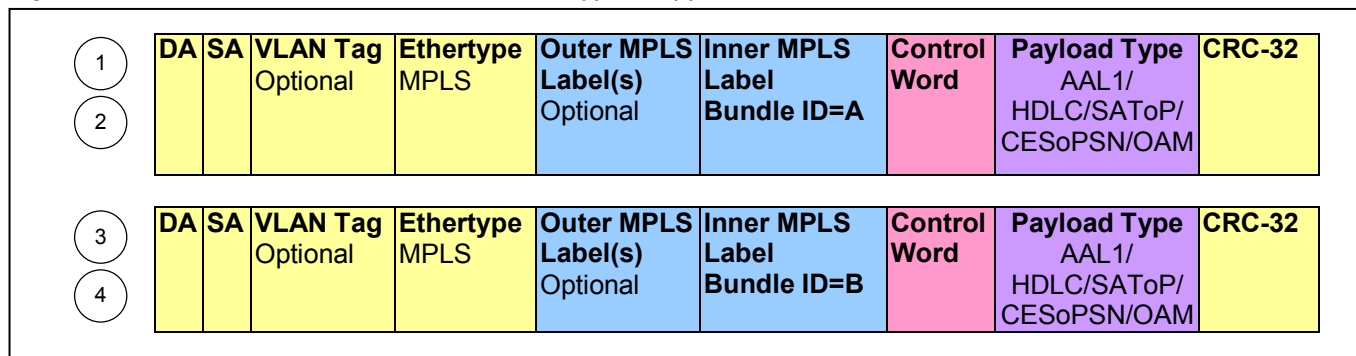 1
2
DA SA VLAN Tag Ethertype Outer MPLS Inner MPLS Control Payload Type CRC-32
Optional MPLS Label(s) Label Word AAL1/
Optional Bundle ID=A HDLC/SAToP/
CESoPSN/OAM
3
4
DA SA VLAN Tag Ethertype Outer MPLS Inner MPLS Control Payload Type CRC-32
Optional MPLS Label(s) Label Word AAL1/
Optional Bundle ID=B HDLC/SAToP/
CESoPSN/OAM